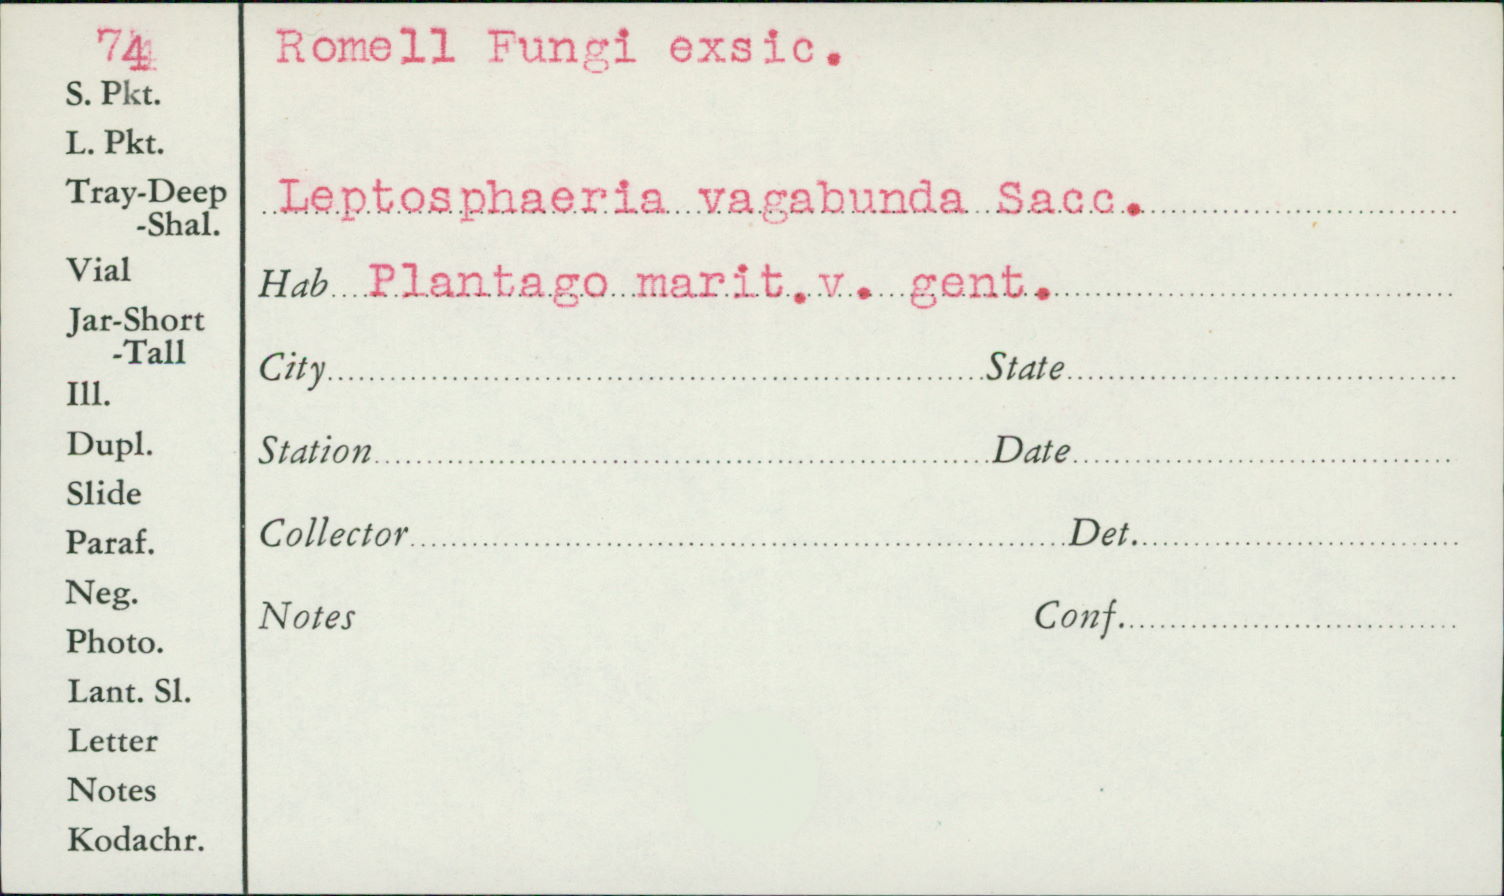 74
Romell Fungi exsic.
S. Pkt.
L. Pkt.
Tray-Deep
-Shal.
Vial
Jar-Short
-Tall
Ill.
Dupl.
Slide
Paraf.
Neg.
Photo.
Lant. Sl.
Letter
Notes
Kodachr.
Leptosphaeria vagabunda Sacc.
Hab Plantago marit.v. gent.
City State
Station Date
Collector Det.
Notes Conf.